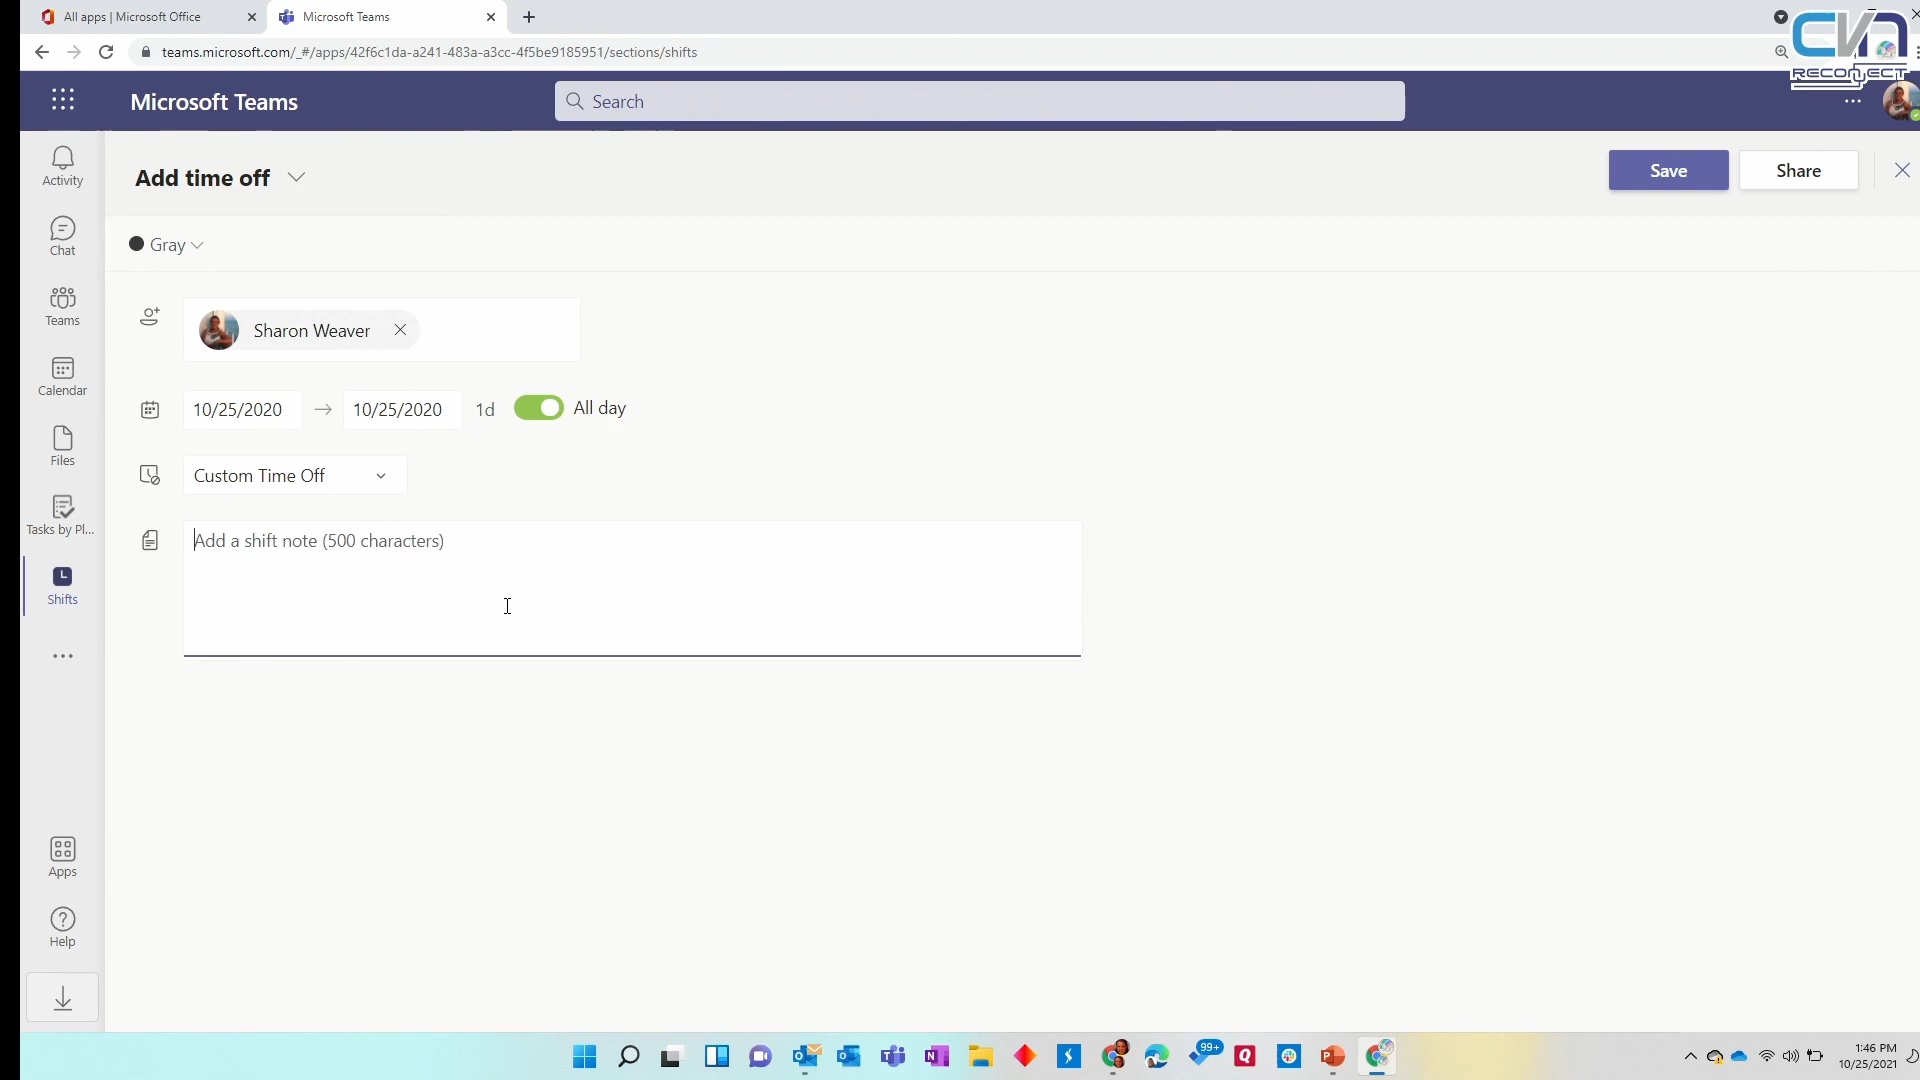 All apps | Microsoft Office
Microsoft Teams
teams.microsoft.com/_#/apps/42f6c1da-a241-483a-a3cc-4f5be9185951/sections/shifts
CVN
RECONJECT
Microsoft Teams
Search
Activity
Chat
Teams
Calendar
Files
Tasks by Pl...
Shifts
Apps
Help
Add time off
Save
Share
Gray
Sharon Weaver
10/25/2020
10/25/2020
1d
All day
Custom Time Off
Add a shift note (500 characters)
99+
1:46 PM
10/25/2021